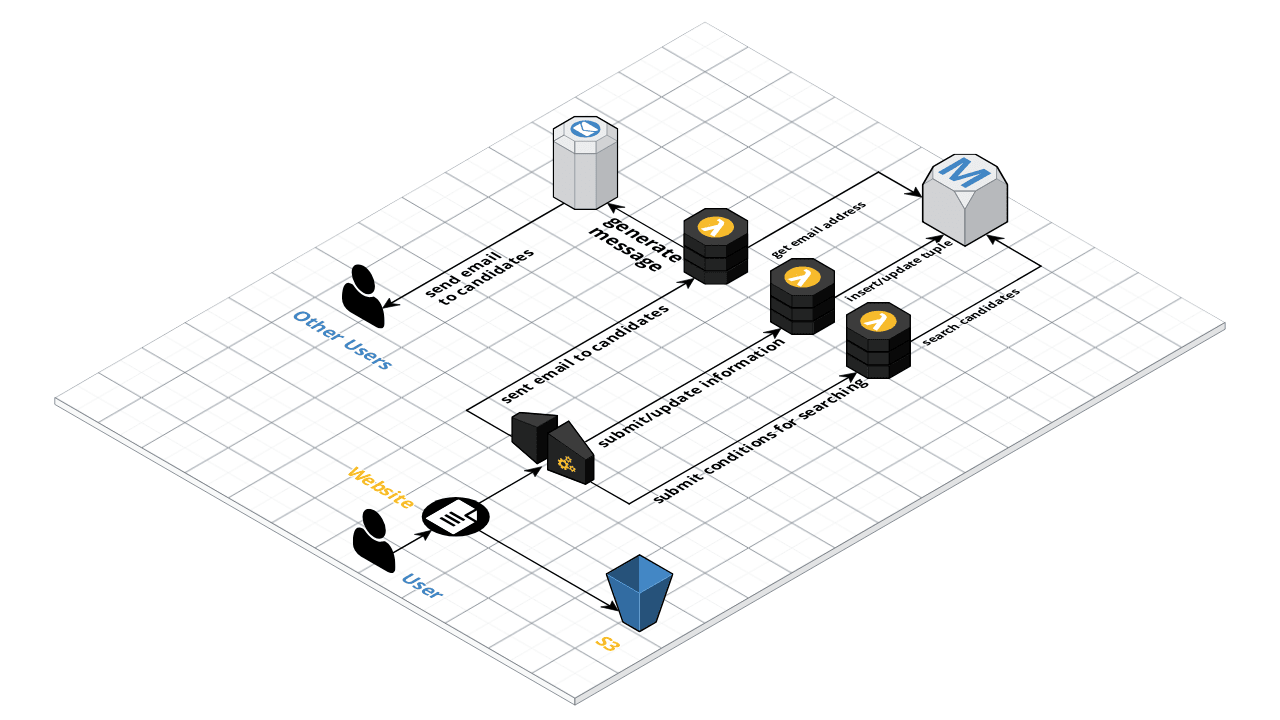 M
get email address
generate
message
send email
to candidates
insert/update tuple
search candidates
Other Users
sent email to candidates
submit/update information
submit conditions for searching
Website
User
S3